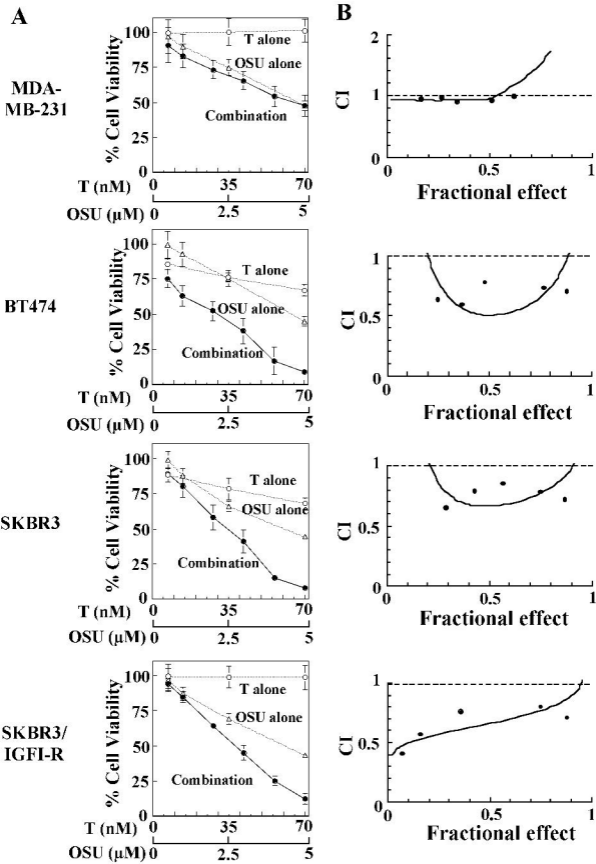 A B
MDA-
MB-231
% Cell Viability
100
75
50
25
0
T alone
OSU alone
Combination
T (nM) 0 35 70
OSU (µM) 0 2.5 5
CI
2
1
0
0 0.5 1
Fractional effect
BT474
% Cell Viability
100
75
50
25
0
T alone
OSU alone
Combination
T (nM) 0 35 70
OSU (µM) 0 2.5 5
CI
1
0.5
0
0 0.5 1
Fractional effect
SKBR3
% Cell Viability
100
75
50
25
0
T alone
OSU alone
Combination
T (nM) 0 35 70
OSU (µM) 0 2.5 5
CI
1
0.5
0
0 0.5 1
Fractional effect
SKBR3/
IGFI-R
% Cell Viability
100
75
50
25
0
T alone
OSU alone
Combination
T (nM) 0 35 70
OSU (µM) 0 2.5 5
CI
1
0.5
0
0 0.5 1
Fractional effect